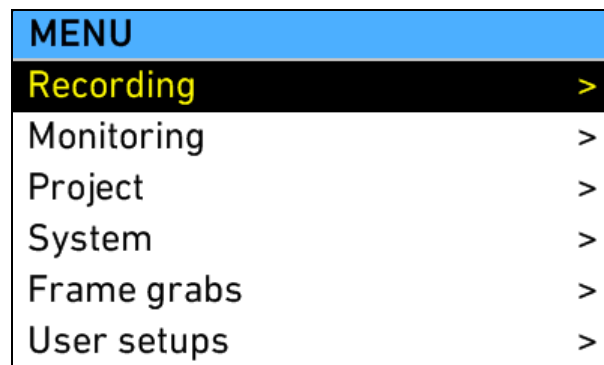 MENU
Recording >
Monitoring >
Project >
System >
Frame grabs >
User setups >